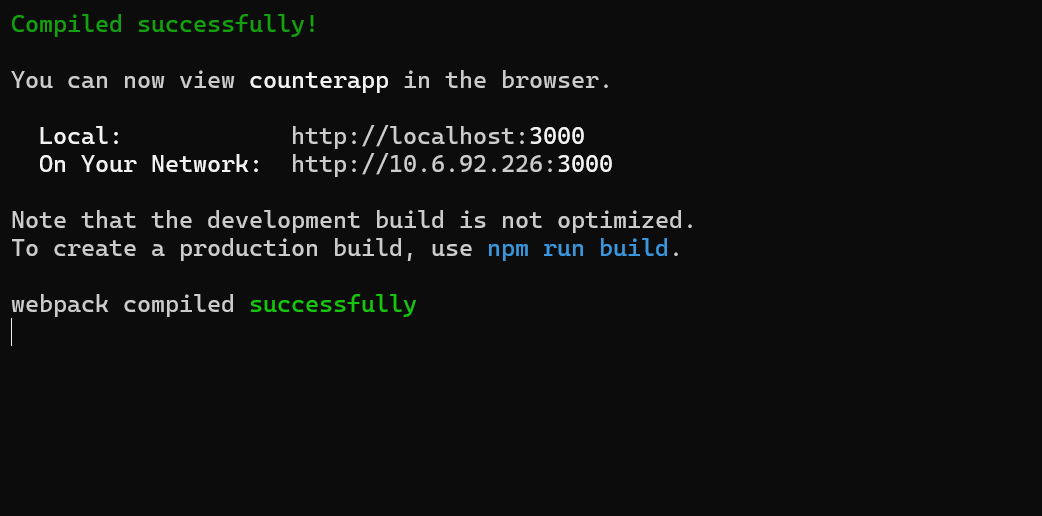 Compiled successfully!
You can now view counterapp in the browser.
Local: http://localhost:3000
On Your Network: http://10.6.92.226:3000
Note that the development build is not optimized.
To create a production build, use npm run build.
webpack compiled successfully